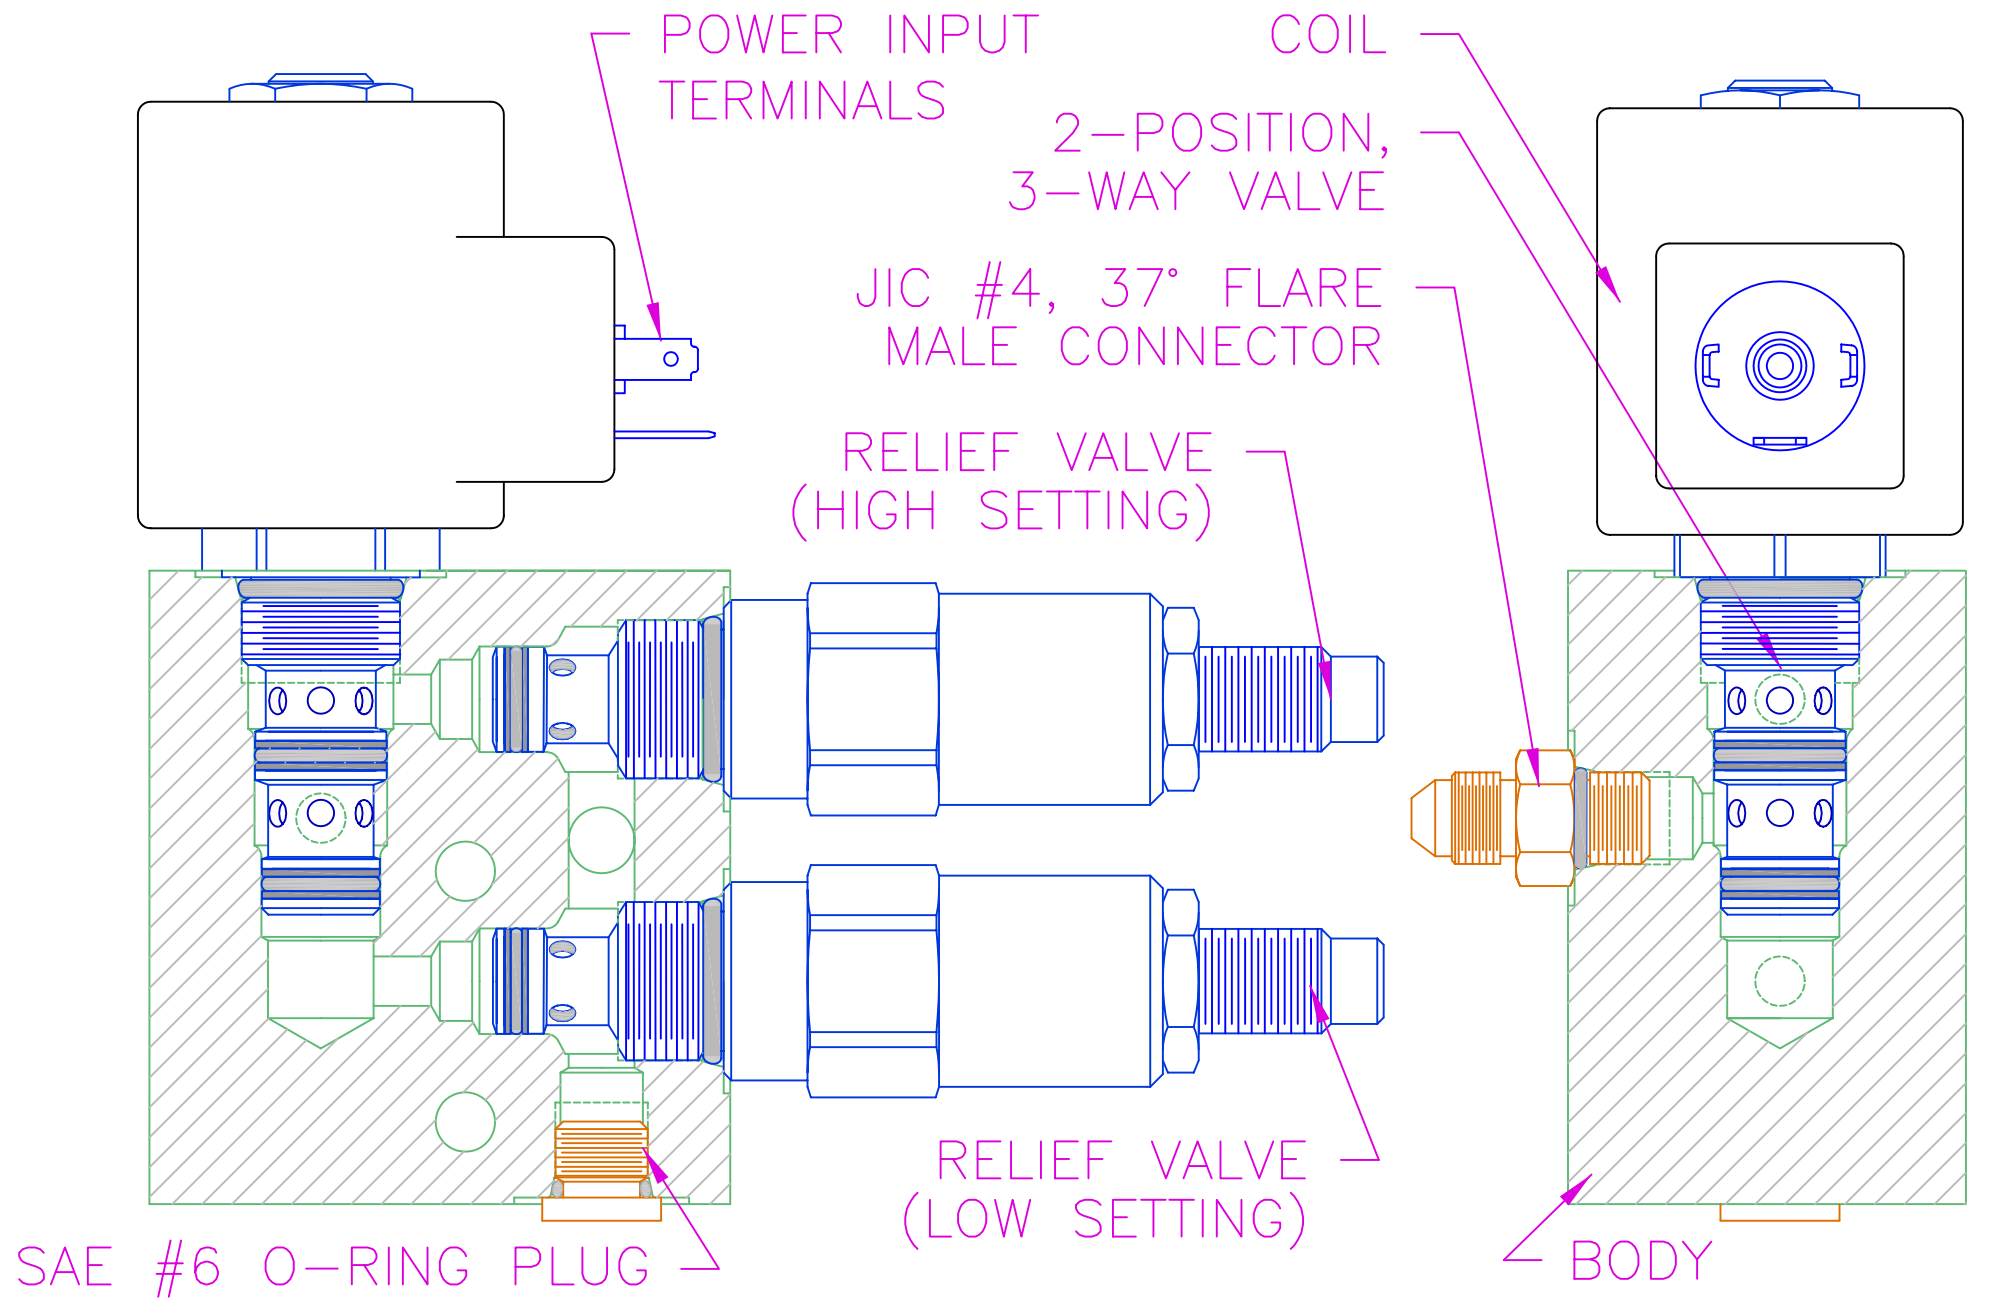 POWER INPUT
TERMINALS
COIL
2-POSITION,
3-WAY VALVE
JIC #4, 37° FLARE
MALE CONNECTOR
RELIEF VALVE
(HIGH SETTING)
RELIEF VALVE
(LOW SETTING)
SAE #6 O-RING PLUG
BODY